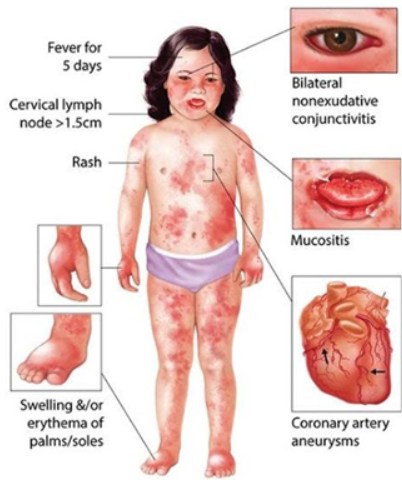 Fever for
5 days
Cervical lymph
node >1.5cm
Rash
Swelling &/or
erythema of
palms/soles
Bilateral
nonexudative
conjunctivitis
Mucositis
Coronary artery
aneurysms